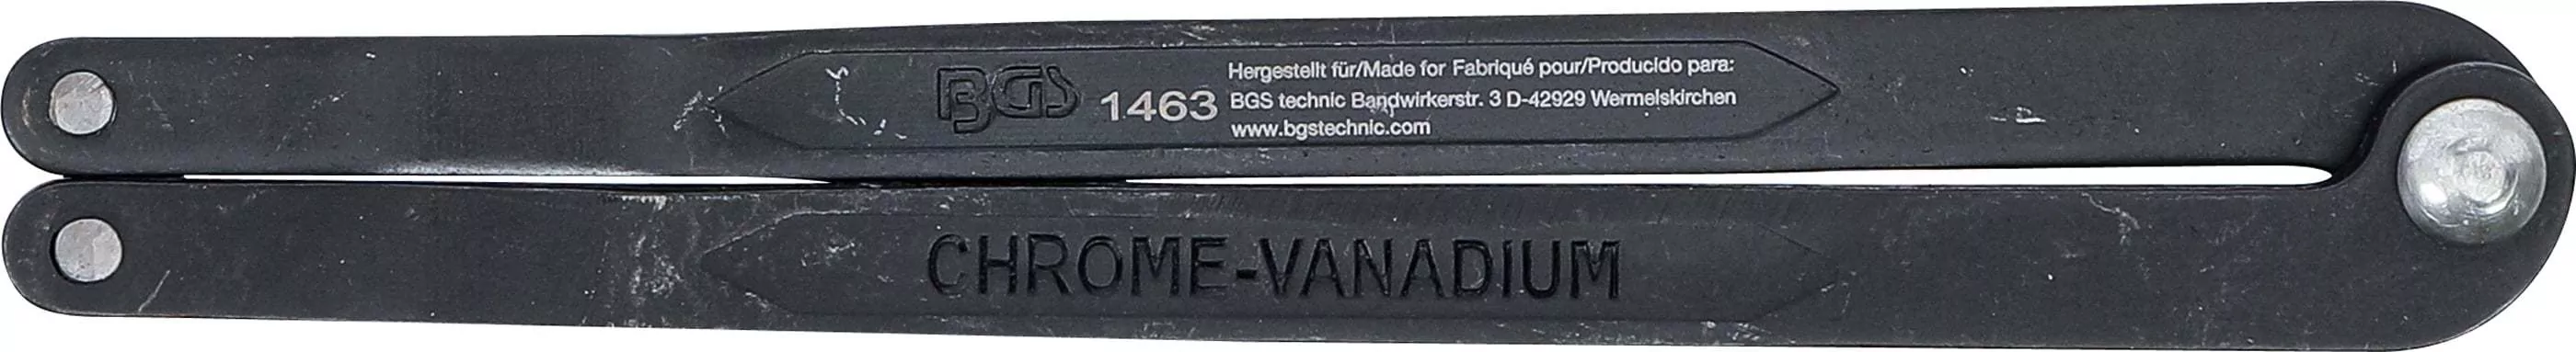 BGS
1463
Hergestellt für/Made for Fabriqué pour/Producido para:
BGS technic Bandwirkerstr. 3 D-42929 Wermelskirchen
www.bgstechnic.com
CHROME-VANADIUM